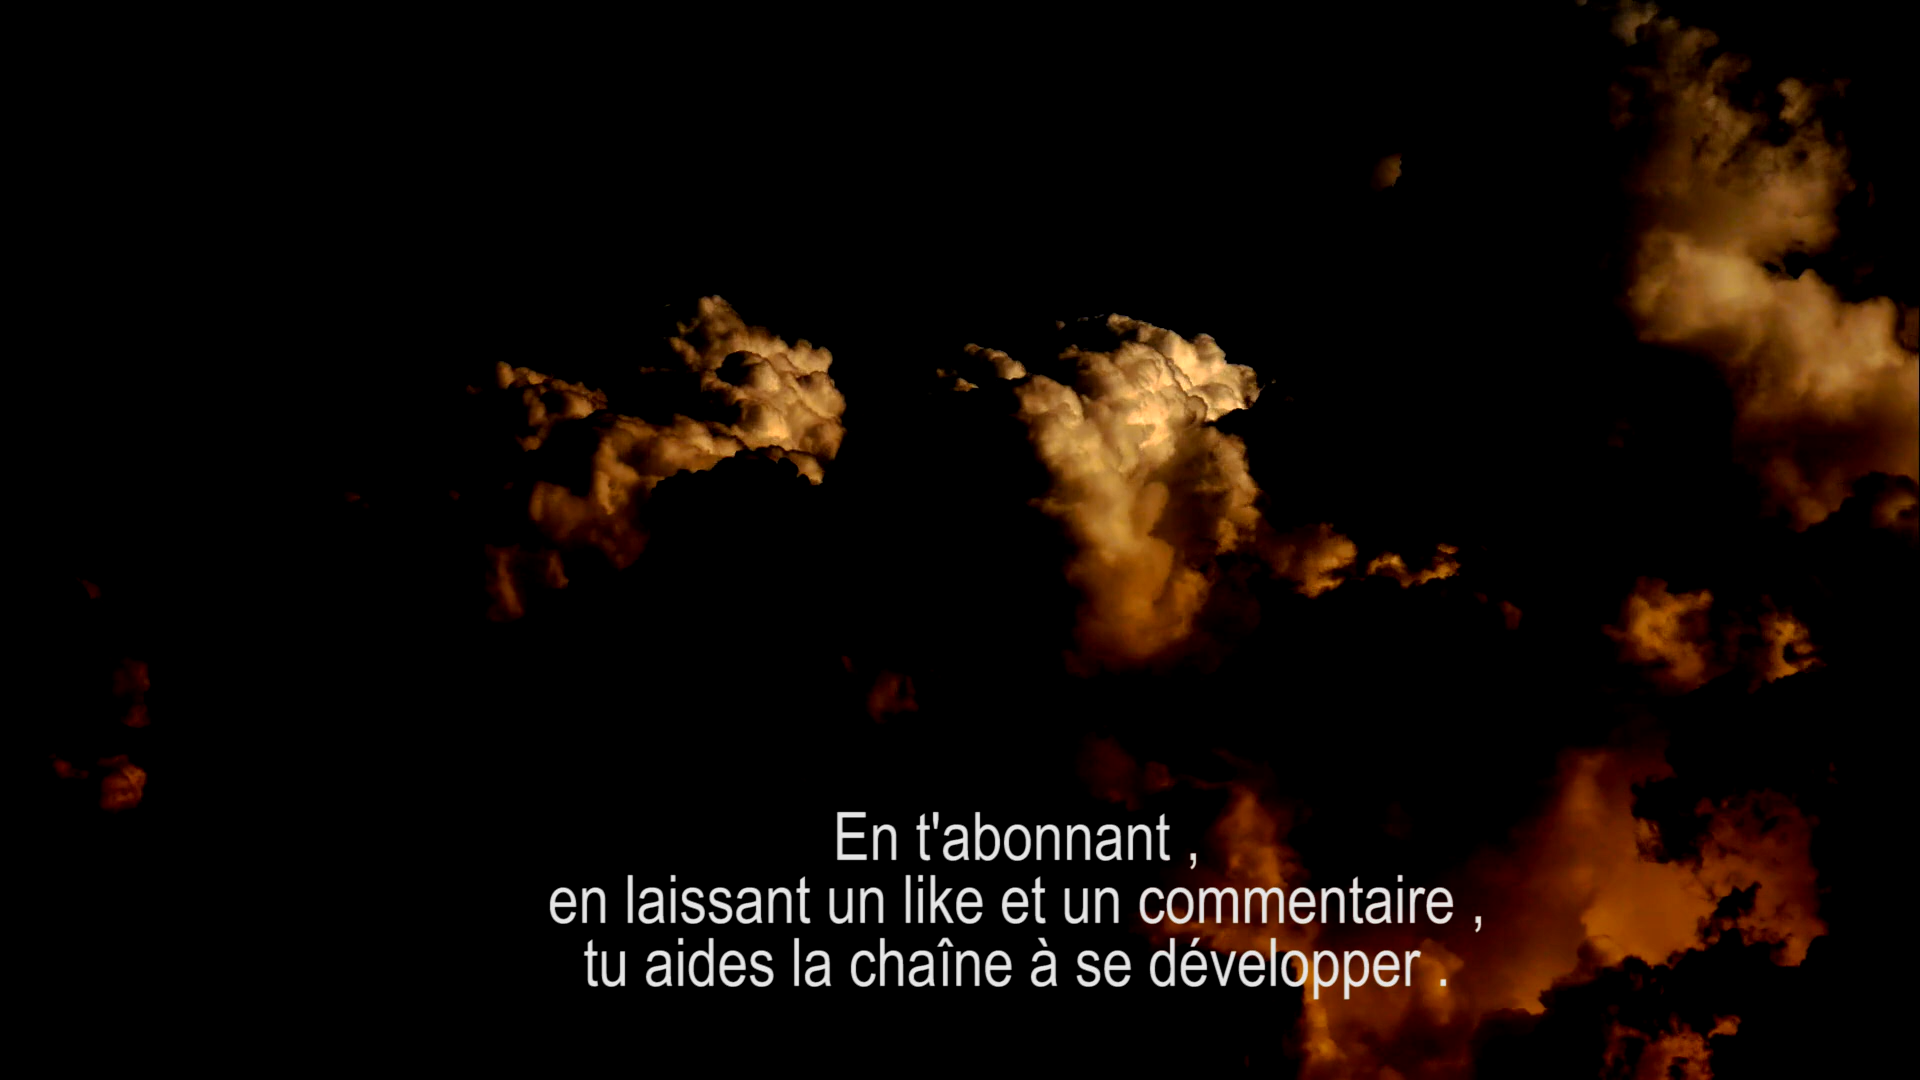 En t'abonnant ,
en laissant un like et un commentaire ,
tu aides la chaîne à se développer .